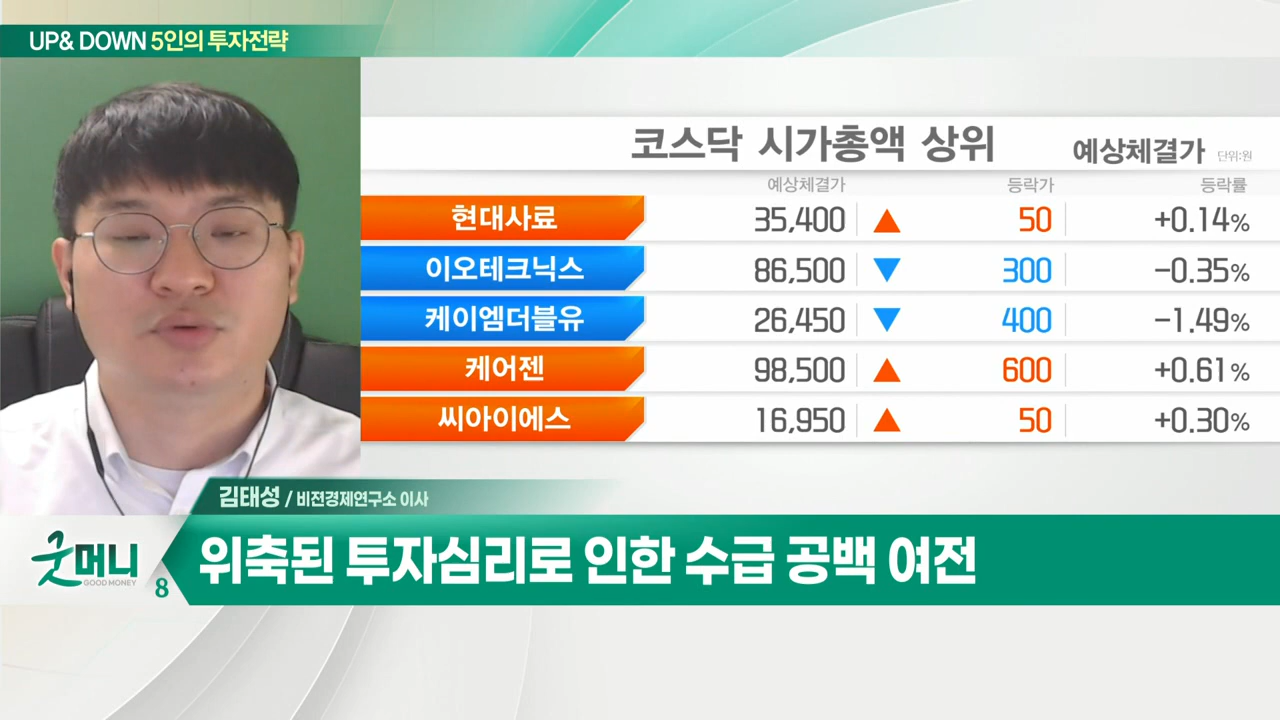 UP& DOWN 5인의 투자전략
코스닥 시가총액 상위 예상체결가 단위:원
예상체결가 등락가 등락률
현대사료 35,400 ▲ 50 +0.14%
이오테크닉스 86,500 ▼ 300 -0.35%
케이엠더블유 26,450 ▼ 400 -1.49%
케어젠 98,500 ▲ 600 +0.61%
씨아이에스 16,950 ▲ 50 +0.30%
김태성 / 비젼경제연구소 이사
굿머니
GOOD MONEY
8
위축된 투자심리로 인한 수급 공백 여전